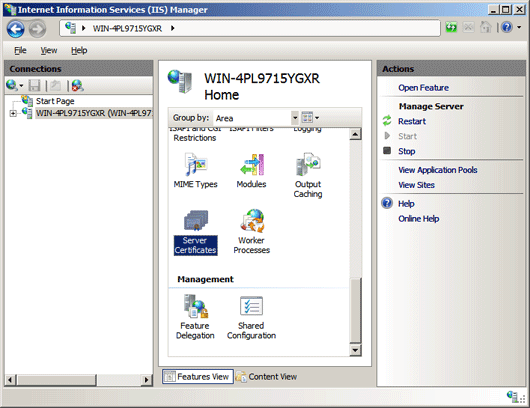 Internet Information Services (IIS) Manager
WIN-4PL9715YGXR
File View Help
Connections
Start Page
WIN-4PL9715YGXR (WIN-4PL97
WIN-4PL9715YGXR
Home
Group by: Area
ISAPI and CGI
Restrictions
ISAPI Filters
Logging
MIME Types
Modules
Output
Caching
Server
Certificates
Worker
Processes
Management
Feature
Delegation
Shared
Configuration
Features View
Content View
Actions
Open Feature
Manage Server
Restart
Start
Stop
View Application Pools
View Sites
Help
Online Help